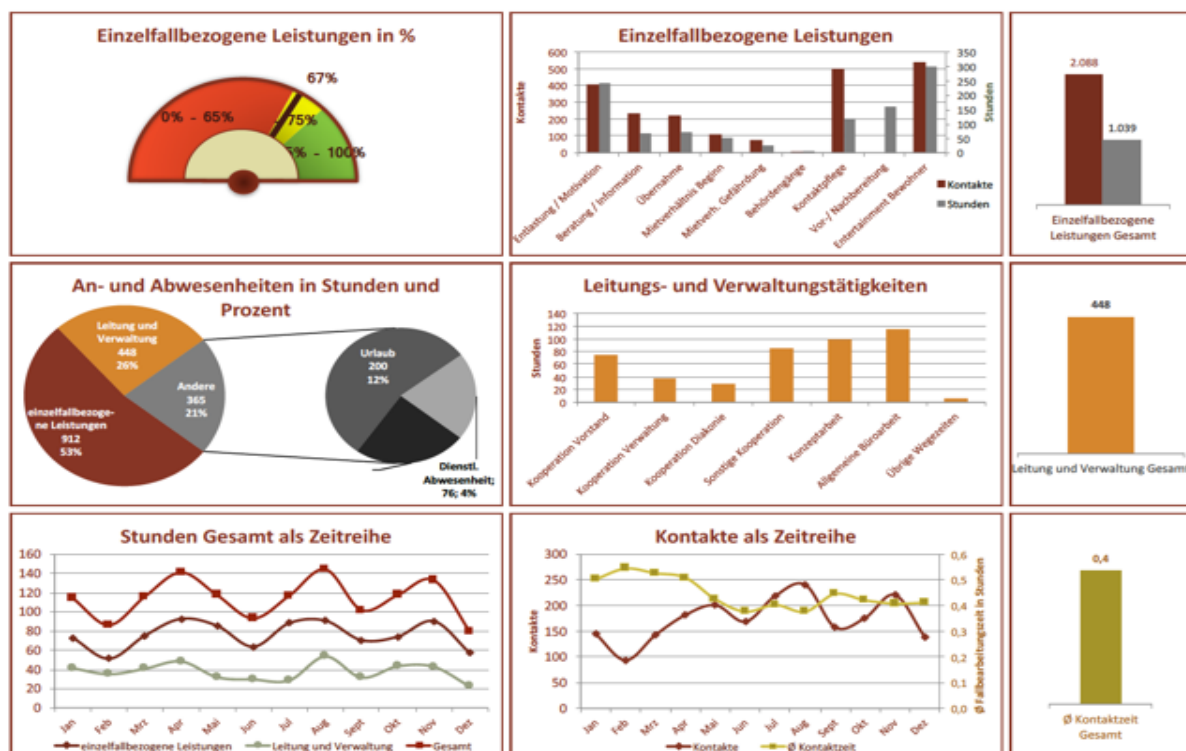 Einzelfallbezogene Leistungen in %
67%
0% - 65%
75%
% - 100%
Einzelfallbezogene Leistungen
Kontakte
600
500
400
300
200
100
0
350
300
250
200
150
100
50
0
Stunden
Entlastung / Motivation
Beratung / Information
Übernahme
Mietverhältnis Beginn
Mietverh. Gefährdung
Behördengänge
Kontaktpflege
Vor-/ Nachbereitung
Entertainment Bewohner
Kontakte
Stunden
2.088
1.039
Einzelfallbezogene
Leistungen Gesamt
An- und Abwesenheiten in Stunden und
Prozent
Leitung und
Verwaltung
448
26%
Andere
365
21%
einzelfallbezoge-
ne Leistungen
912
53%
Urlaub
200
12%
Dienstl.
Abwesenheit;
76; 4%
Leitungs- und Verwaltungstätigkeiten
Stunden
140
120
100
80
60
40
20
0
Kooperation Vorstand
Kooperation Verwaltung
Kooperation Diakonie
Sonstige Kooperation
Konzeptarbeit
Allgemeine Büroarbeit
Übrige Wegezeiten
448
Leitung und Verwaltung Gesamt
Stunden Gesamt als Zeitreihe
160
140
120
100
80
60
40
20
0
Jan
Feb
Mrz
Apr
Mai
Jun
Jul
Aug
Sept
Okt
Nov
Dez
einzelfallbezogene Leistungen
Leitung und Verwaltung
Gesamt
Kontakte als Zeitreihe
Kontakte
300
250
200
150
100
50
0
0,6
0,5
0,4
0,3
0,2
0,1
0,0
Ø Fallbearbeitungszeit in Stunden
Jan
Feb
Mrz
Apr
Mai
Jun
Jul
Aug
Sept
Okt
Nov
Dez
Kontakte
Ø Kontaktzeit
0,4
Ø Kontaktzeit
Gesamt